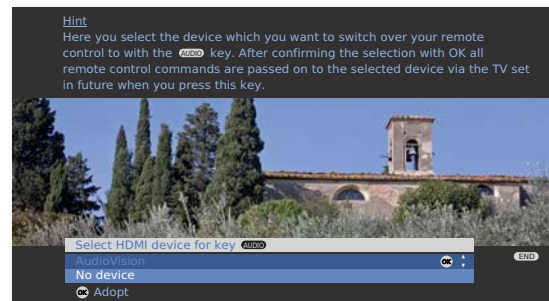 Hint
Here you select the device which you want to switch over your remote
control to with the AUDIO key. After confirming the selection with OK all
remote control commands are passed on to the selected device via the TV set
in future when you press this key.
Select HDMI device for key AUDIO
AudioVision OK
END
No device
OK Adopt